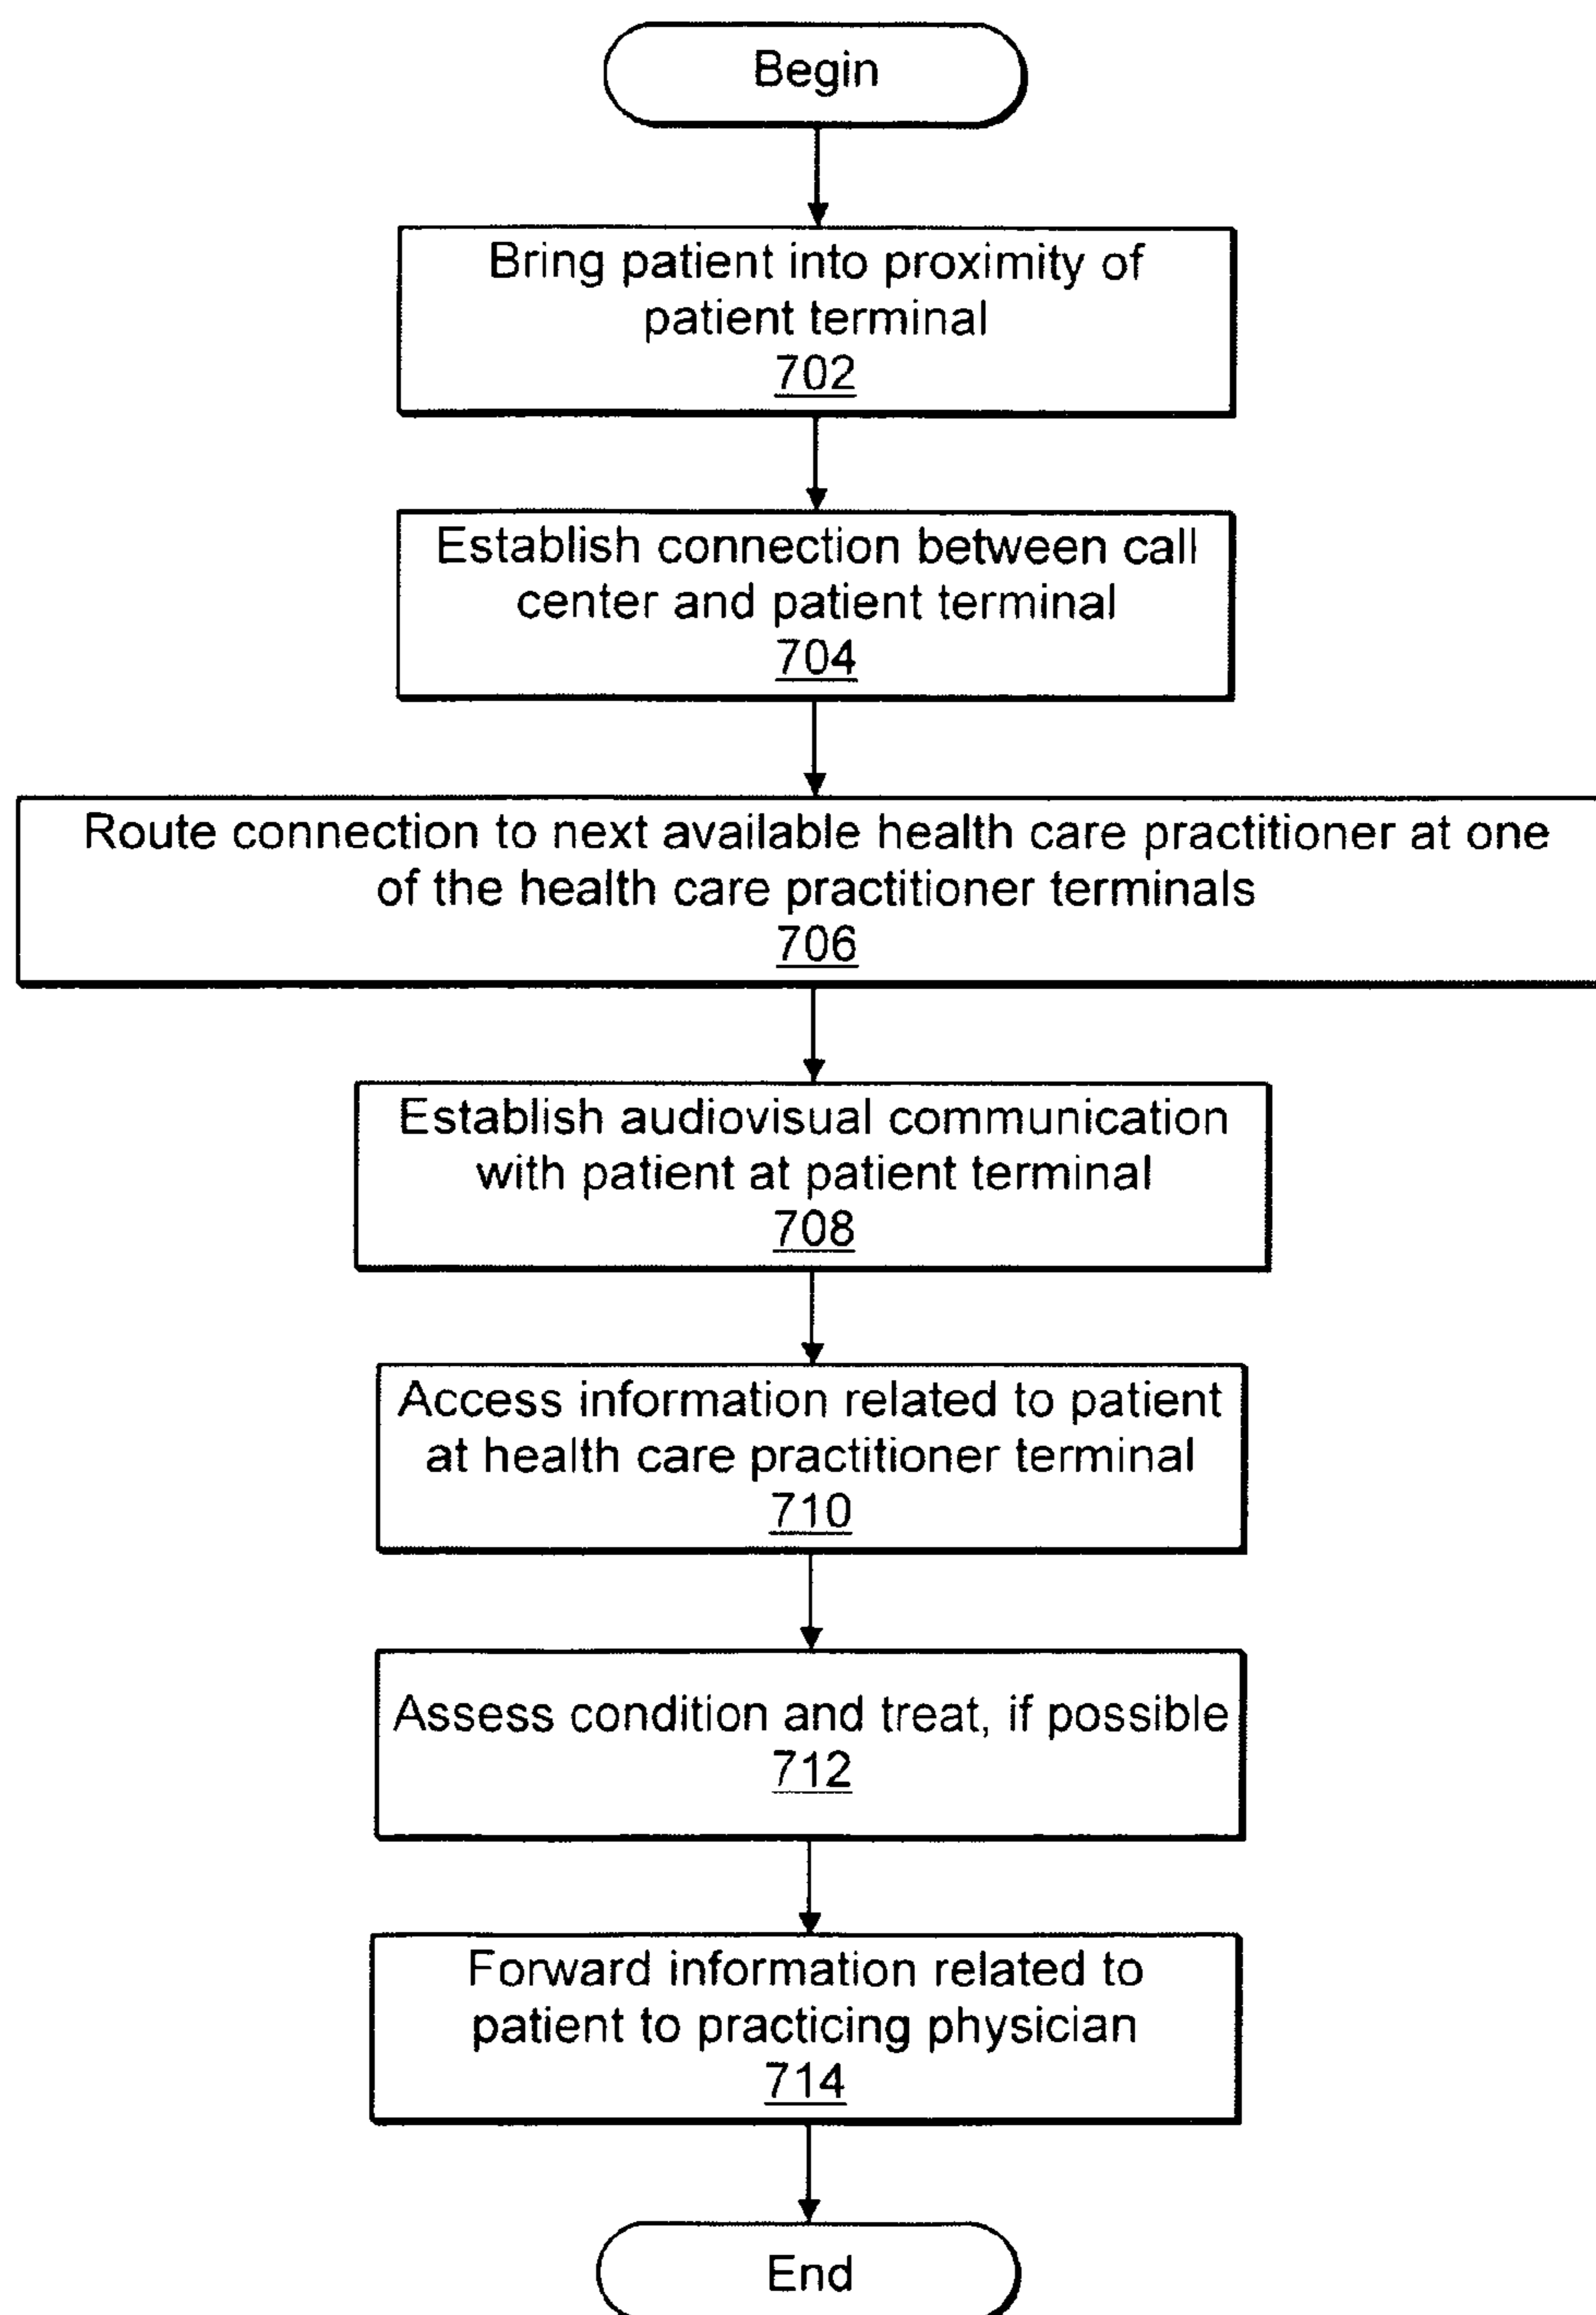 Begin
Bring patient into proximity of
patient terminal
702
Establish connection between call
center and patient terminal
704
Route connection to next available health care practitioner at one
of the health care practitioner terminals
706
Establish audiovisual communication
with patient at patient terminal
708
Access information related to patient
at health care practitioner terminal
710
Assess condition and treat, if possible
712
Forward information related to
patient to practicing physician
714
End